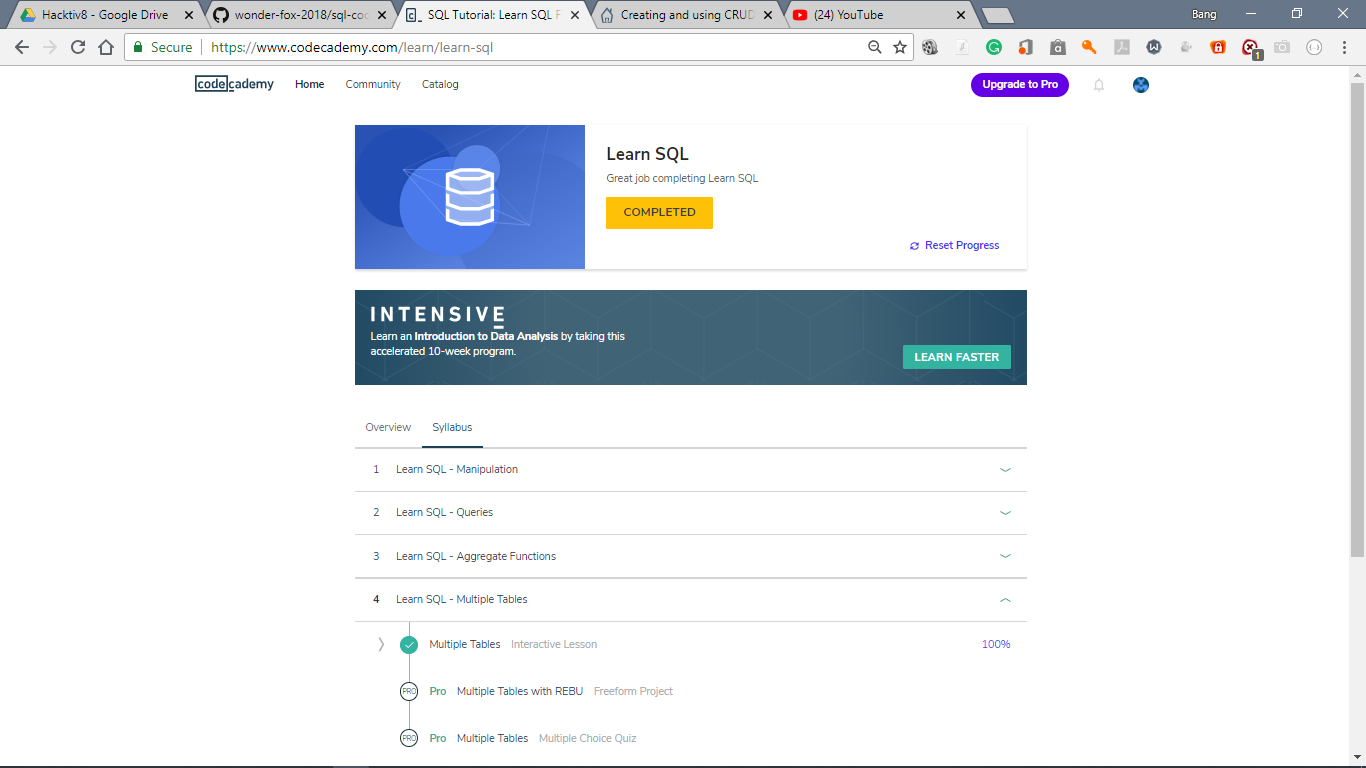 Hacktiv8 - Google Drive
wonder-fox-2018/sql-coo
SQL Tutorial: Learn SQL F
Creating and using CRUD
(24) YouTube
Bang
Secure
https://www.codecademy.com/learn/learn-sql
1
codecademy
Home
Community
Catalog
Upgrade to Pro
Learn SQL
Great job completing Learn SQL
COMPLETED
Reset Progress
INTENSIVE
Learn an Introduction to Data Analysis by taking this
accelerated 10-week program.
LEARN FASTER
Overview
Syllabus
1 Learn SQL - Manipulation
2 Learn SQL - Queries
3 Learn SQL - Aggregate Functions
4 Learn SQL - Multiple Tables
Multiple Tables Interactive Lesson 100%
PRO Pro Multiple Tables with REBU Freeform Project
PRO Pro Multiple Tables Multiple Choice Quiz